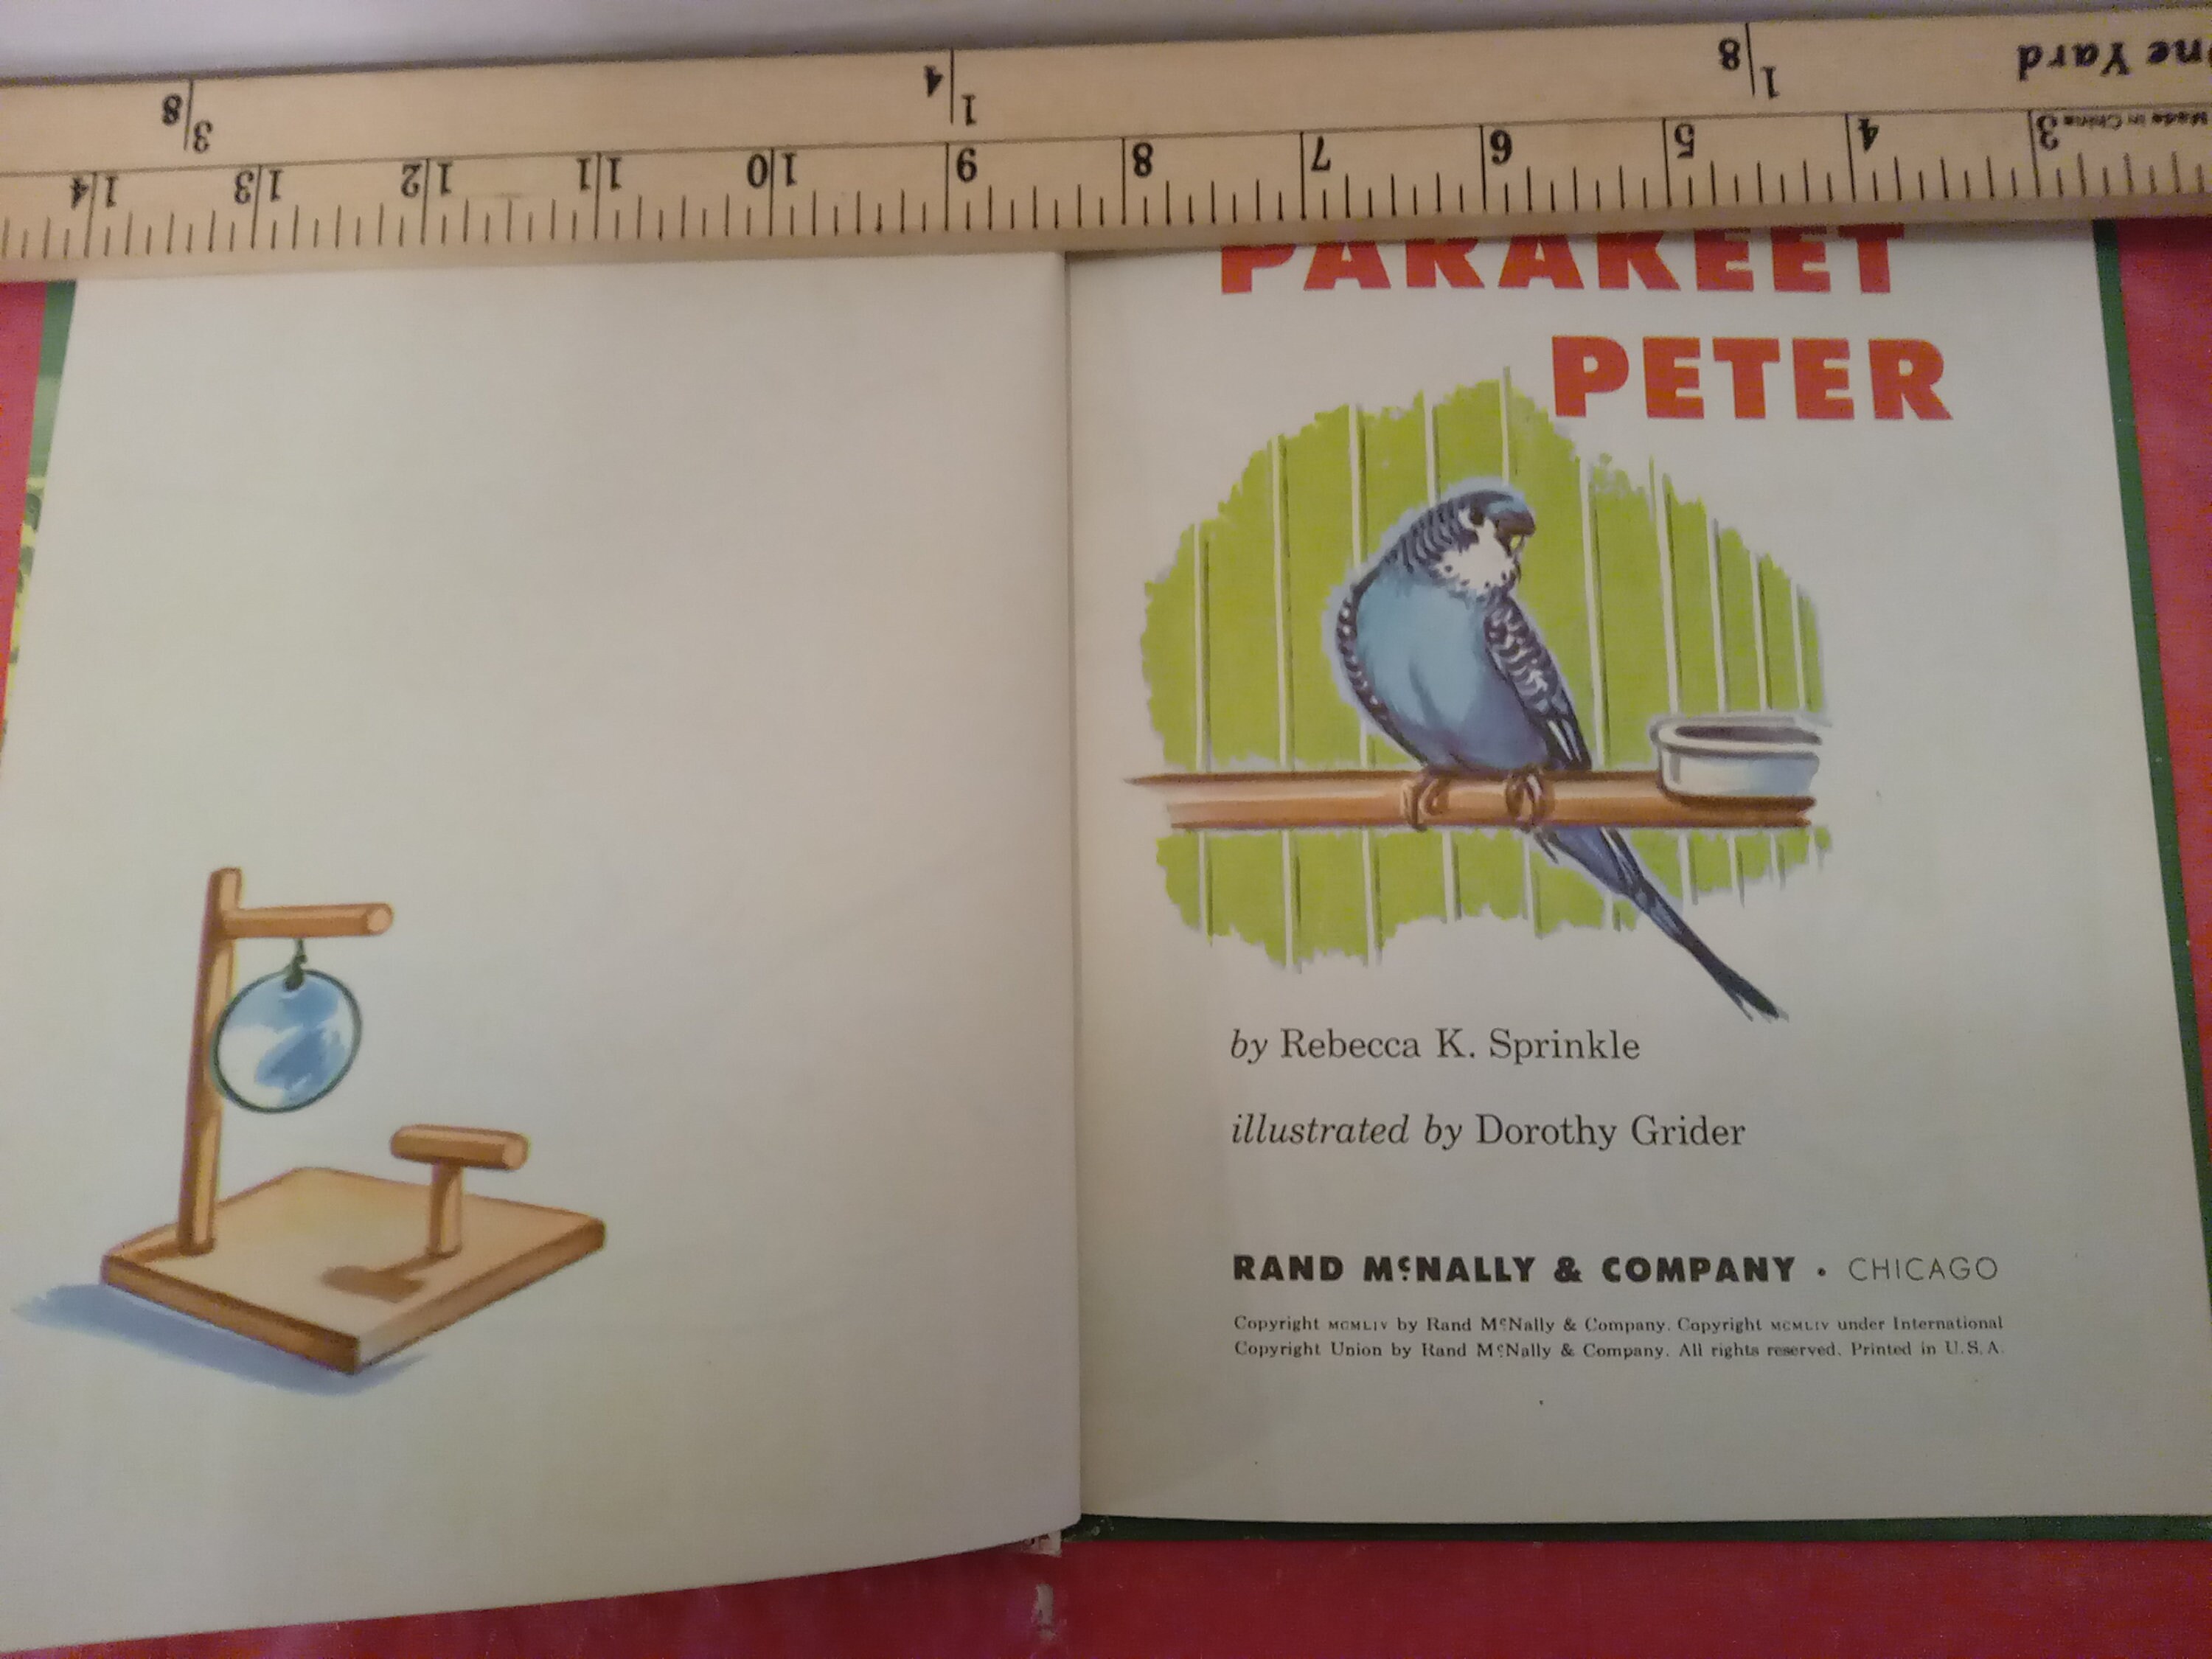 One Yard
1/8
1/4
3/8
Made in China
3 4 5 6 7 8 9 10 11 12 13 14
PARAKEET
PETER
by Rebecca K. Sprinkle
illustrated by Dorothy Grider
RAND McNALLY & COMPANY • CHICAGO
Copyright MCMLIV by Rand McNally & Company. Copyright MCMLIV under International
Copyright Union by Rand McNally & Company. All rights reserved. Printed in U.S.A.